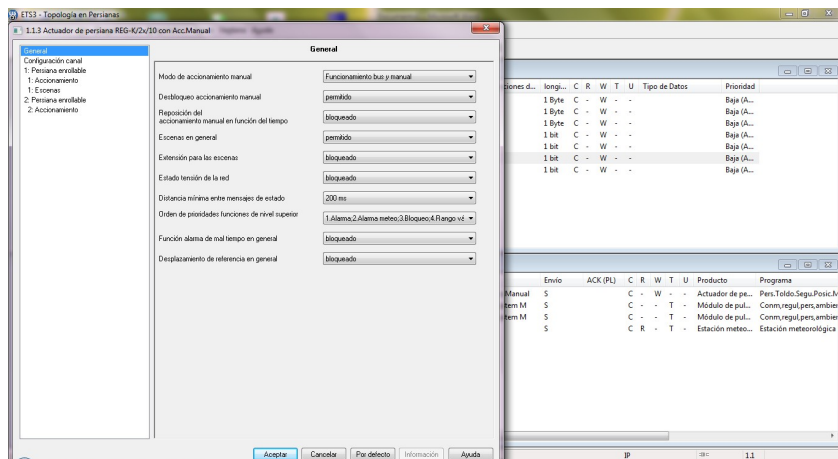 ETS3 - Topología en Persianas
1.1.3 Actuador de persiana REG-K/2x/10 con Acc.Manual
General
Configuración canal
1: Persiana enrollable
1: Accionamiento
1: Escenas
2: Persiana enrollable
2: Accionamiento
General
Modo de accionamiento manual
Funcionamiento bus y manual
Desbloqueo accionamiento manual
permitido
Reposición del
accionamiento manual en función del tiempo
bloqueado
Escenas en general
permitido
Extensión para las escenas
bloqueado
Estado tensión de la red
bloqueado
Distancia mínima entre mensajes de estado
200 ms
Orden de prioridades funciones de nivel superior
1.Alarma;2.Alarma meteo;3.Bloqueo;4.Rango vá
Función alarma de mal tiempo en general
bloqueado
Desplazamiento de referencia en general
bloqueado
Aceptar Cancelar Por defecto Información Ayuda
ciones d... longi... C R W T U Tipo de Datos Prioridad
1 Byte C - W - - Baja (A...
1 Byte C - W - - Baja (A...
1 Byte C - W - - Baja (A...
1 bit C - W - - Baja (A...
1 bit C - W - - Baja (A...
1 bit C - W - - Baja (A...
1 bit C - W - - Baja (A...
Envío ACK (PL) C R W T U Producto Programa
Manual S C - W - - Actuador de pe... Pers.Toldo.Segu.Posic.M
tem M S C - - T - Módulo de pul... Conm,regul,pers,ambier
tem M S C - - T - Módulo de pul... Conm,regul,pers,ambier
S C R - T - Estación meteo... Estación meteorológica
JP 1.1